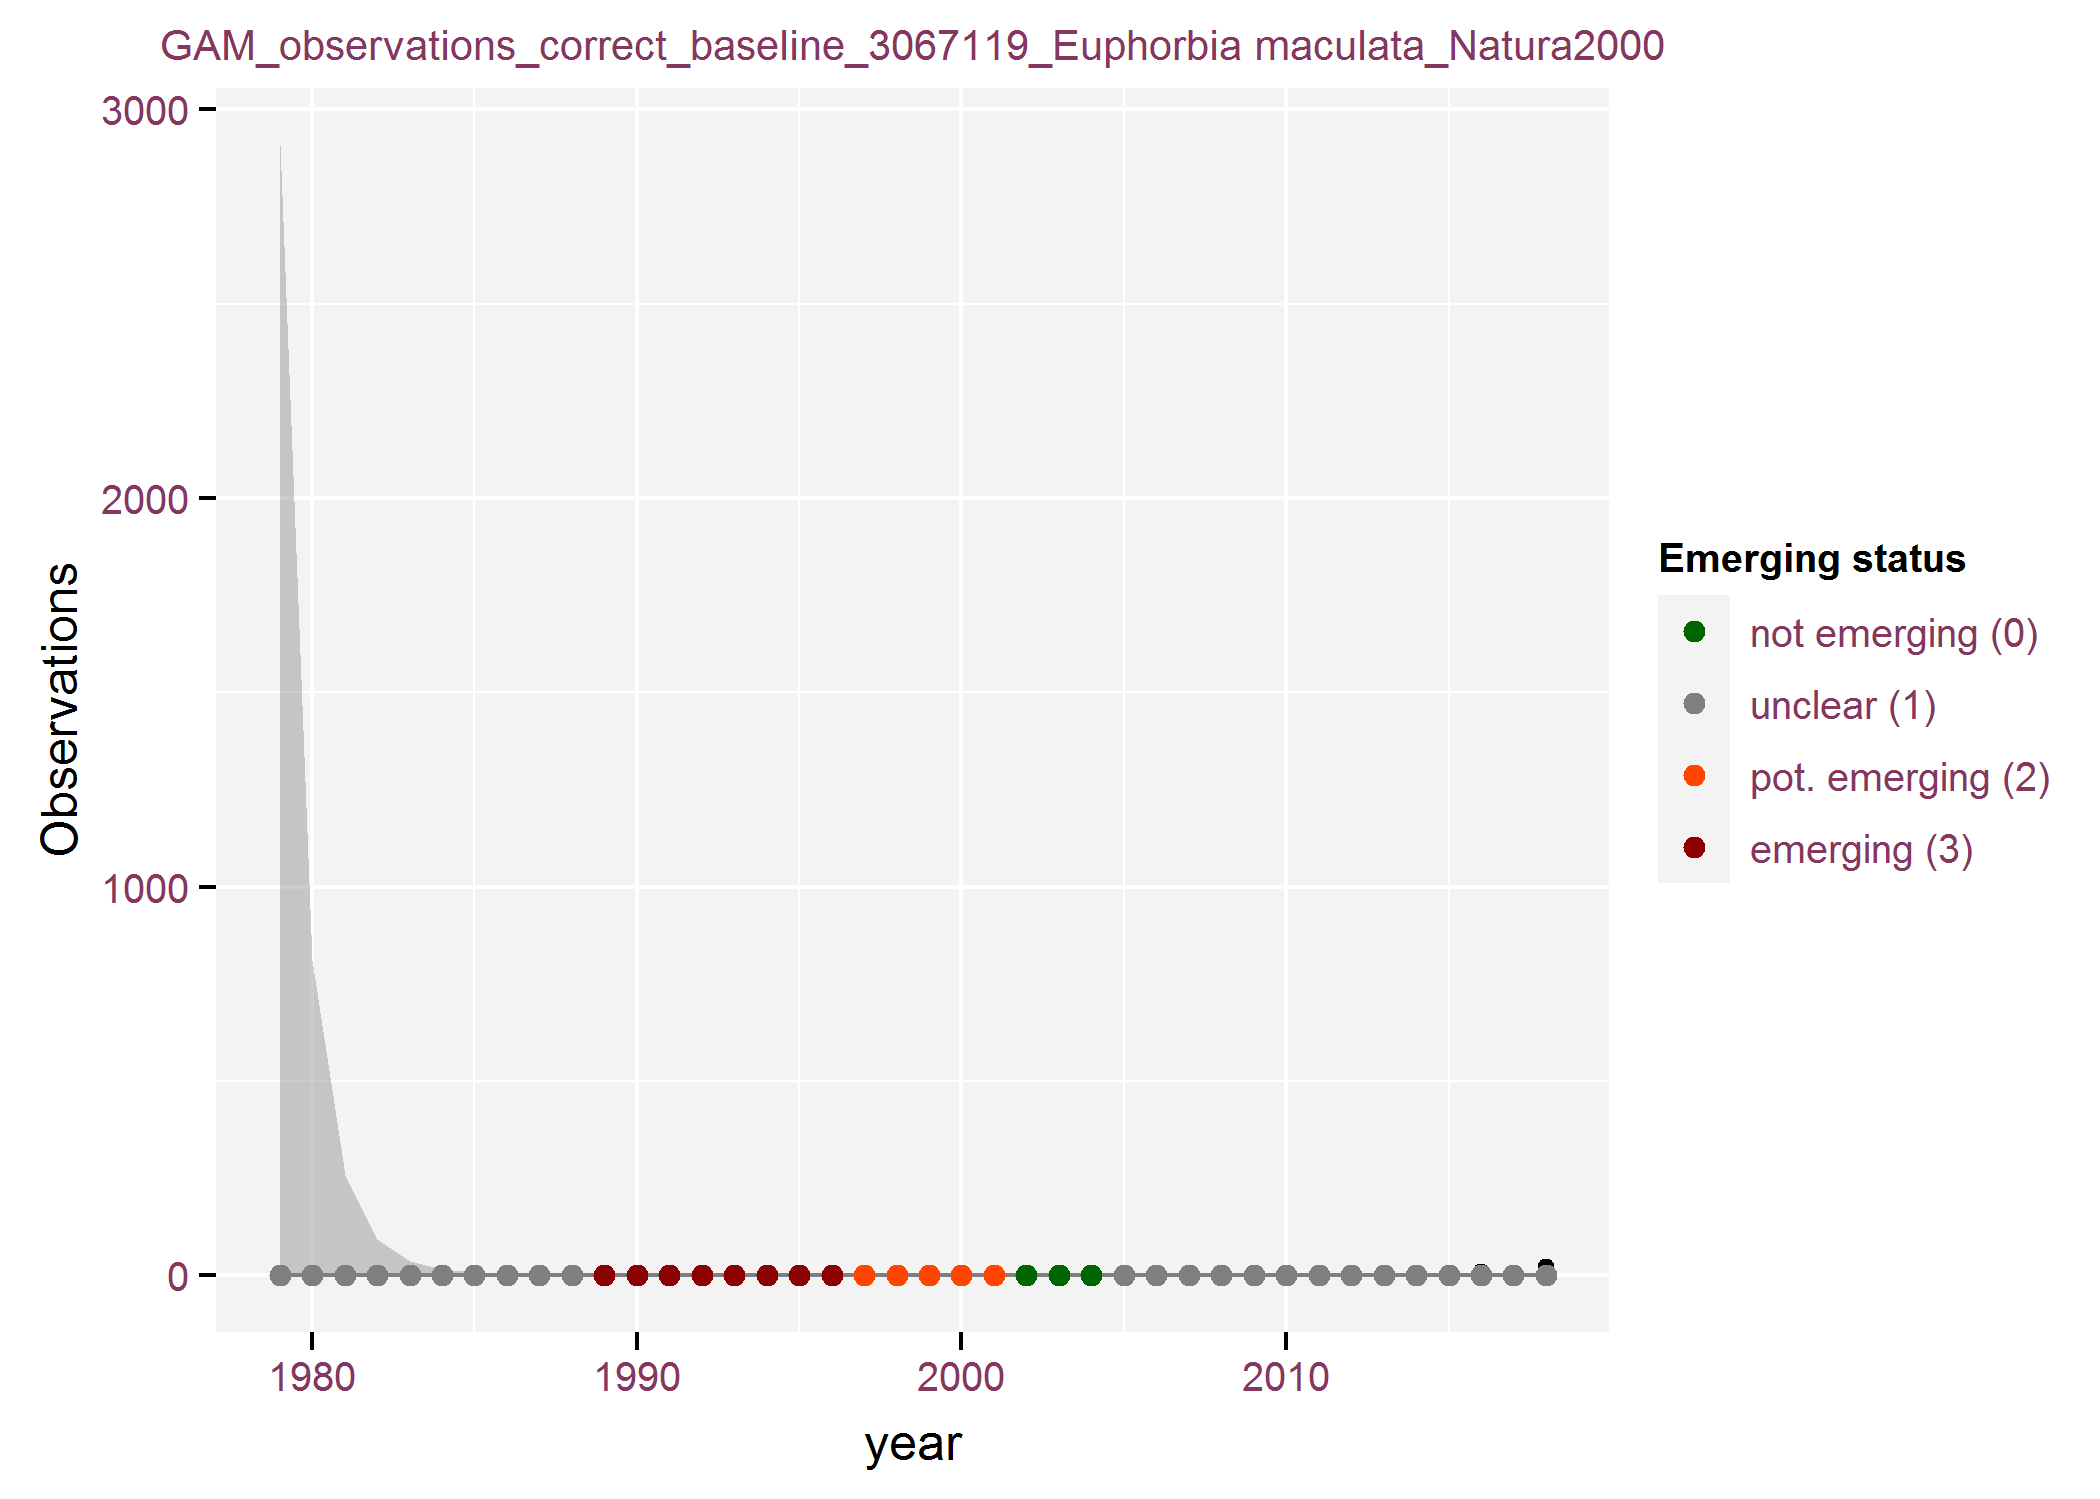 GAM_observations_correct_baseline_3067119_Euphorbia maculata_Natura2000
3000
2000
1000
0
Observations
1980
1990
2000
2010
year
Emerging status
not emerging (0)
unclear (1)
pot. emerging (2)
emerging (3)